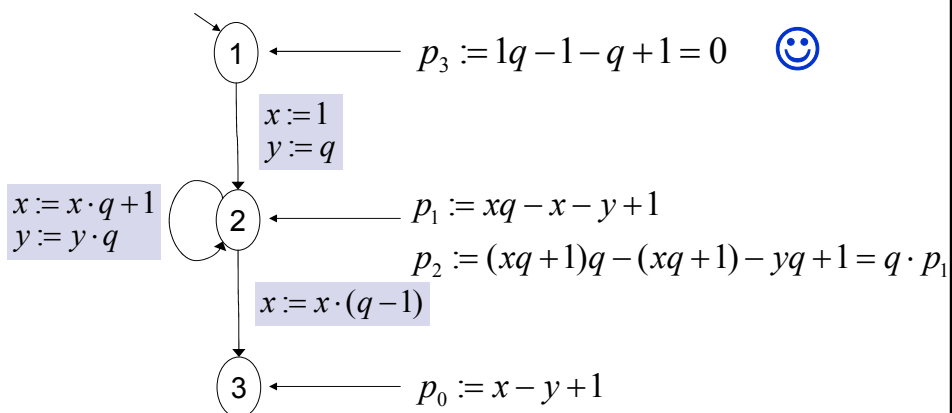 1
p₃ := 1q − 1 − q + 1 = 0
x := 1
y := q
x := x · q + 1
y := y · q
2
p₁ := xq − x − y + 1
p₂ := (xq + 1)q − (xq + 1) − yq + 1 = q · p₁
x := x · (q − 1)
3
p₀ := x − y + 1